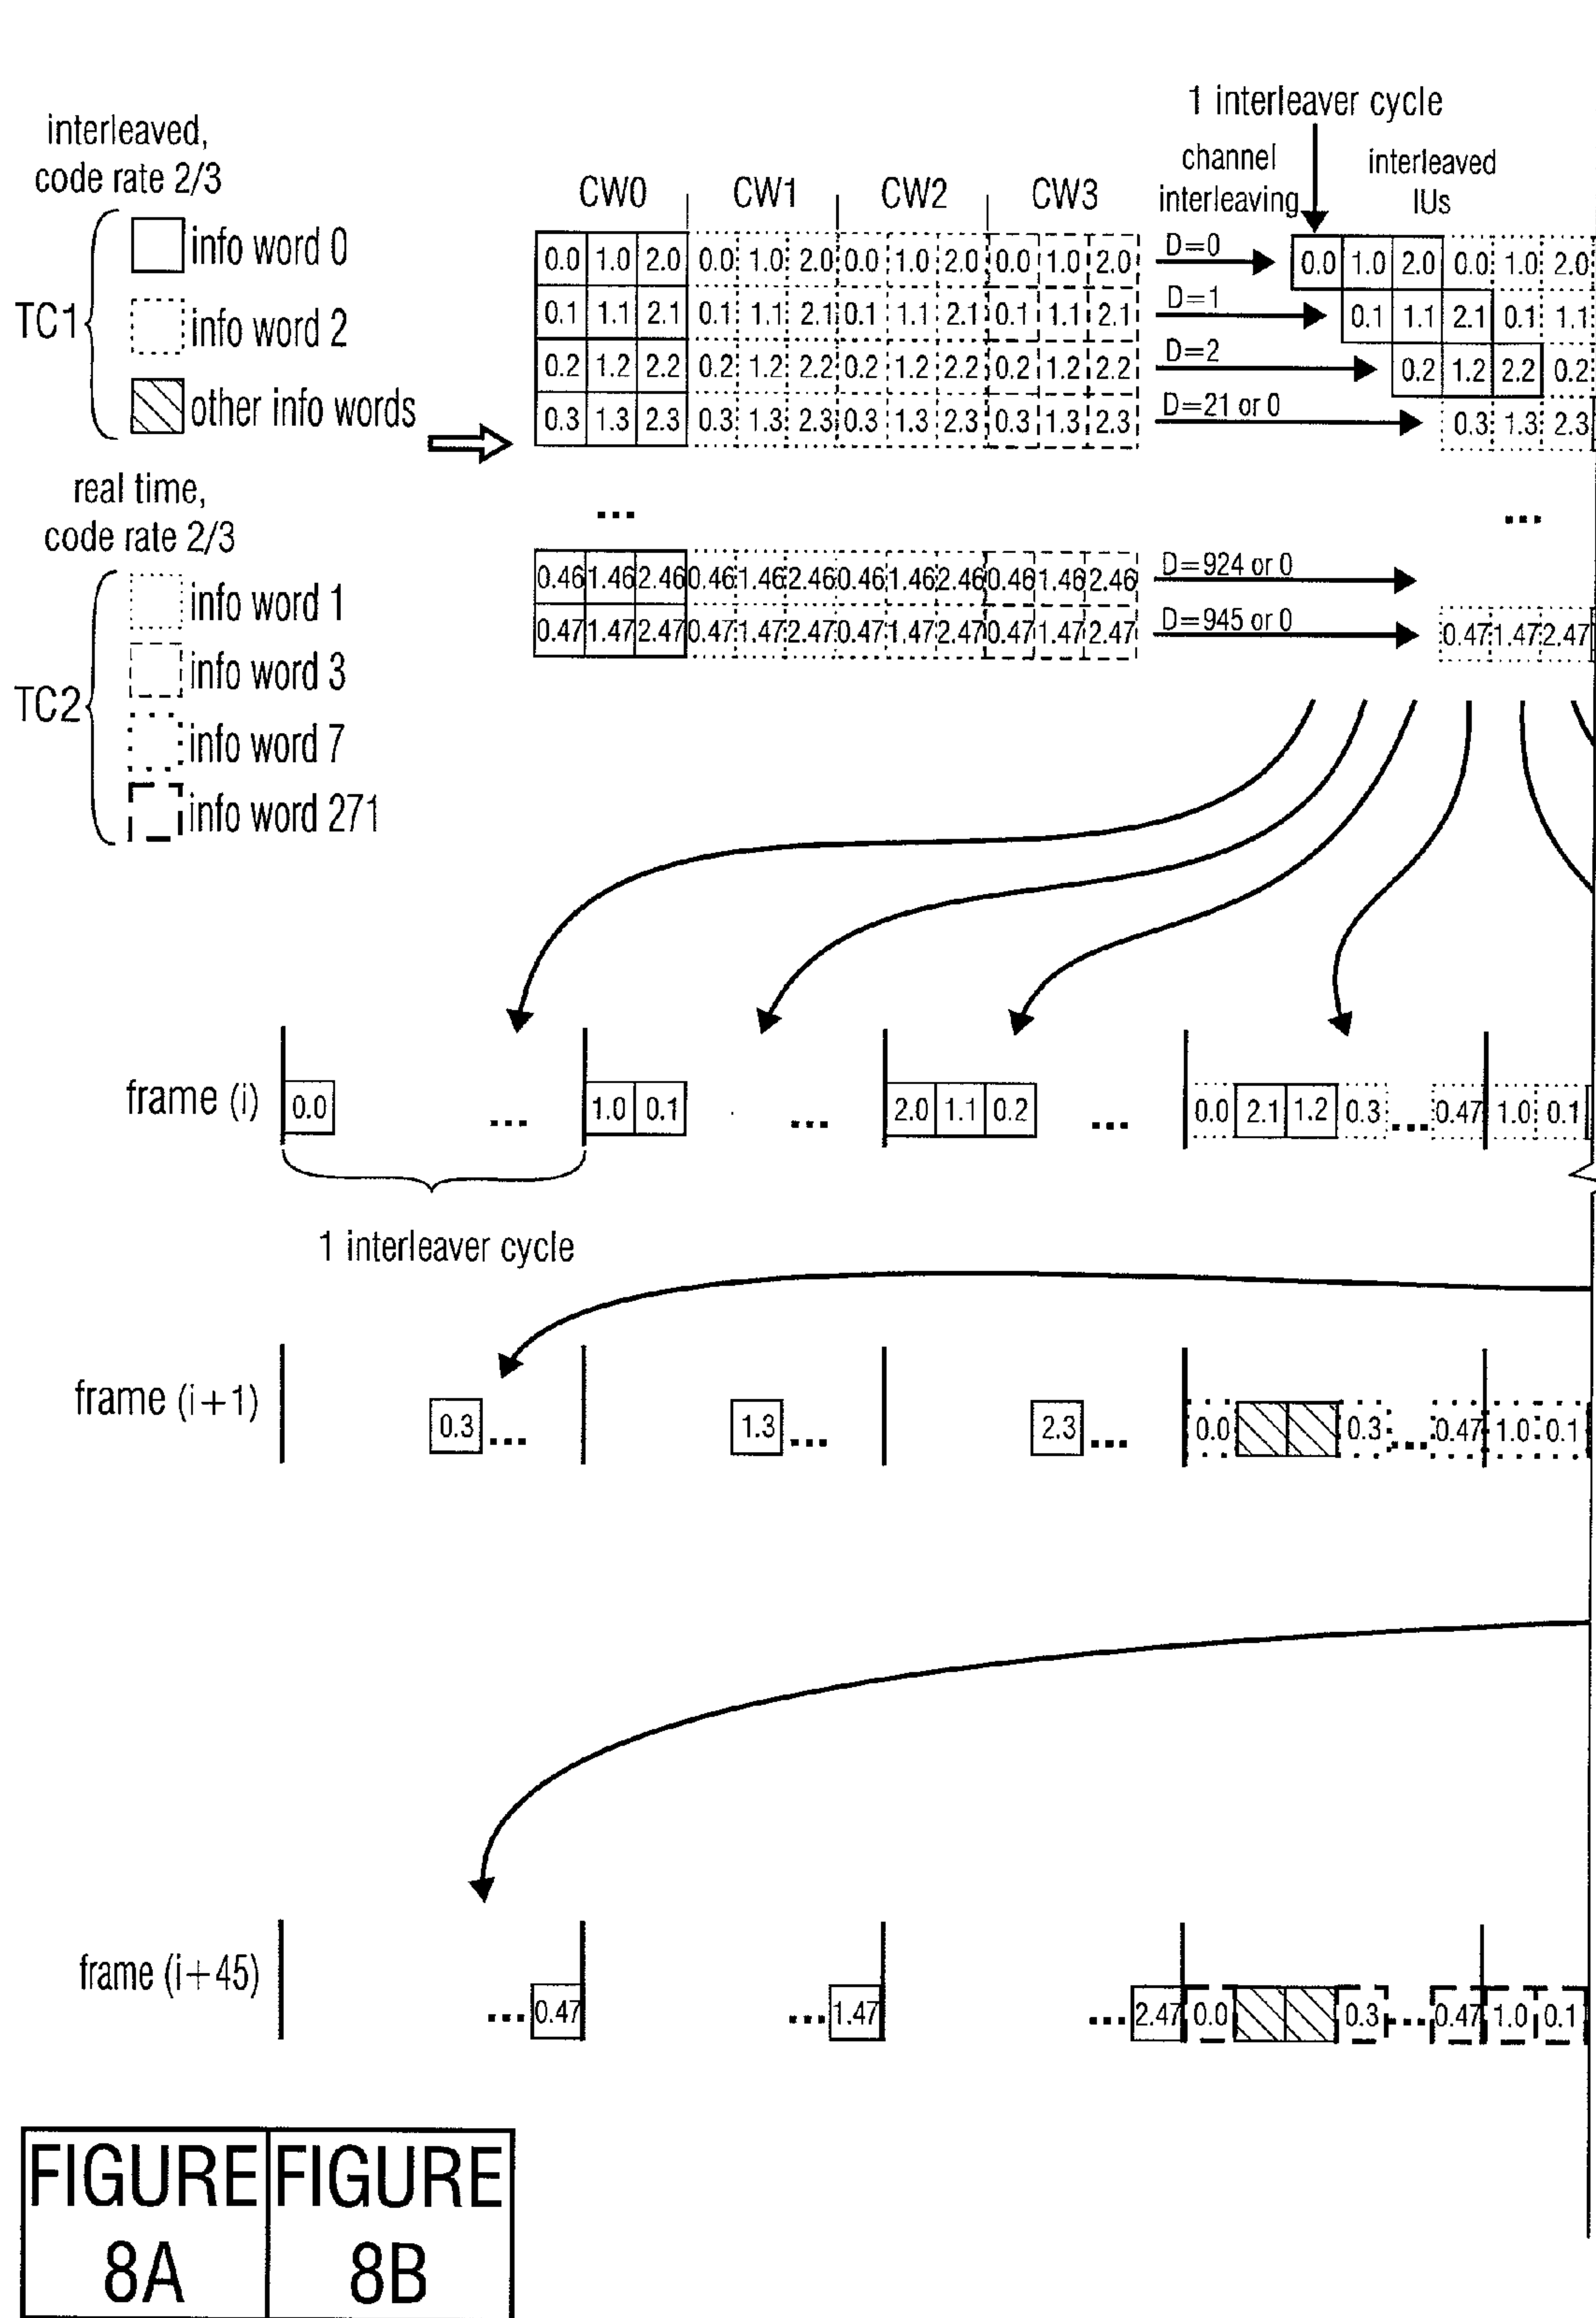 1 interleaver cycle
interleaved,
code rate 2/3
channel
interleaving
interleaved
IUs
CW0 CW1 CW2 CW3
TC1
info word 0
info word 2
other info words
0.0 1.0 2.0 0.0 1.0 2.0 0.0 1.0 2.0 0.0 1.0 2.0 D=0 0.0 1.0 2.0 0.0 1.0 2.0
0.1 1.1 2.1 0.1 1.1 2.1 0.1 1.1 2.1 0.1 1.1 2.1 D=1 0.1 1.1 2.1 0.1 1.1
0.2 1.2 2.2 0.2 1.2 2.2 0.2 1.2 2.2 0.2 1.2 2.2 D=2 0.2 1.2 2.2 0.2
0.3 1.3 2.3 0.3 1.3 2.3 0.3 1.3 2.3 0.3 1.3 2.3 D=21 or 0 0.3 1.3 2.3
... ...
real time,
code rate 2/3
TC2
info word 1
info word 3
info word 7
info word 271
0.46 1.46 2.46 0.46 1.46 2.46 0.46 1.46 2.46 0.46 1.46 2.46 D=924 or 0
0.47 1.47 2.47 0.47 1.47 2.47 0.47 1.47 2.47 0.47 1.47 2.47 D=945 or 0 0.47 1.47 2.47
frame (i) 0.0 ... 1.0 0.1 ... 2.0 1.1 0.2 ... 0.0 2.1 1.2 0.3 ... 0.47 1.0 0.1
1 interleaver cycle
frame (i+1) 0.3 ... 1.3 ... 2.3 ... 0.0 0.3 ... 0.47 1.0 0.1
frame (i+45) ... 0.47 ... 1.47 ... 2.47 0.0 0.3 ... 0.47 1.0 0.1
FIGURE FIGURE
8A 8B